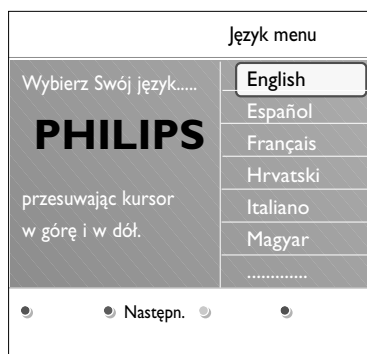 Język menu
Wybierz Swój język.....
PHILIPS
przesuwając kursor
w górę i w dół.
English
Español
Français
Hrvatski
Italiano
Magyar
.............
Następn.